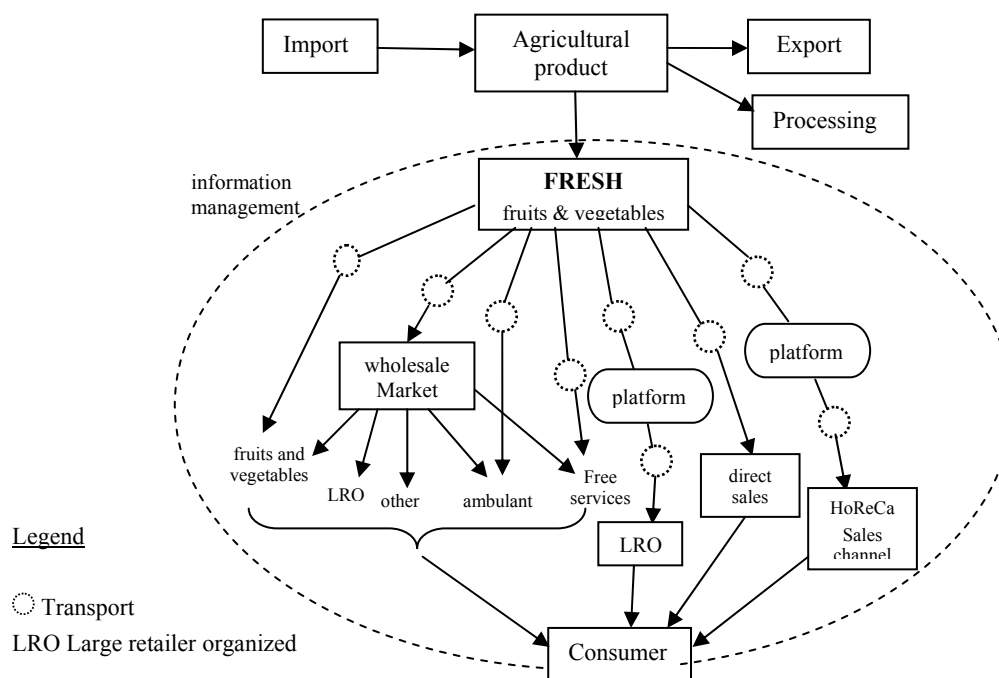 Import
Agricultural
product
Export
Processing
information
management
FRESH
fruits & vegetables
wholesale
Market
platform
platform
fruits and
vegetables
LRO
other
ambulant
Free
services
direct
sales
HoReCa
Sales
channel
LRO
Consumer
Legend
Transport
LRO Large retailer organized